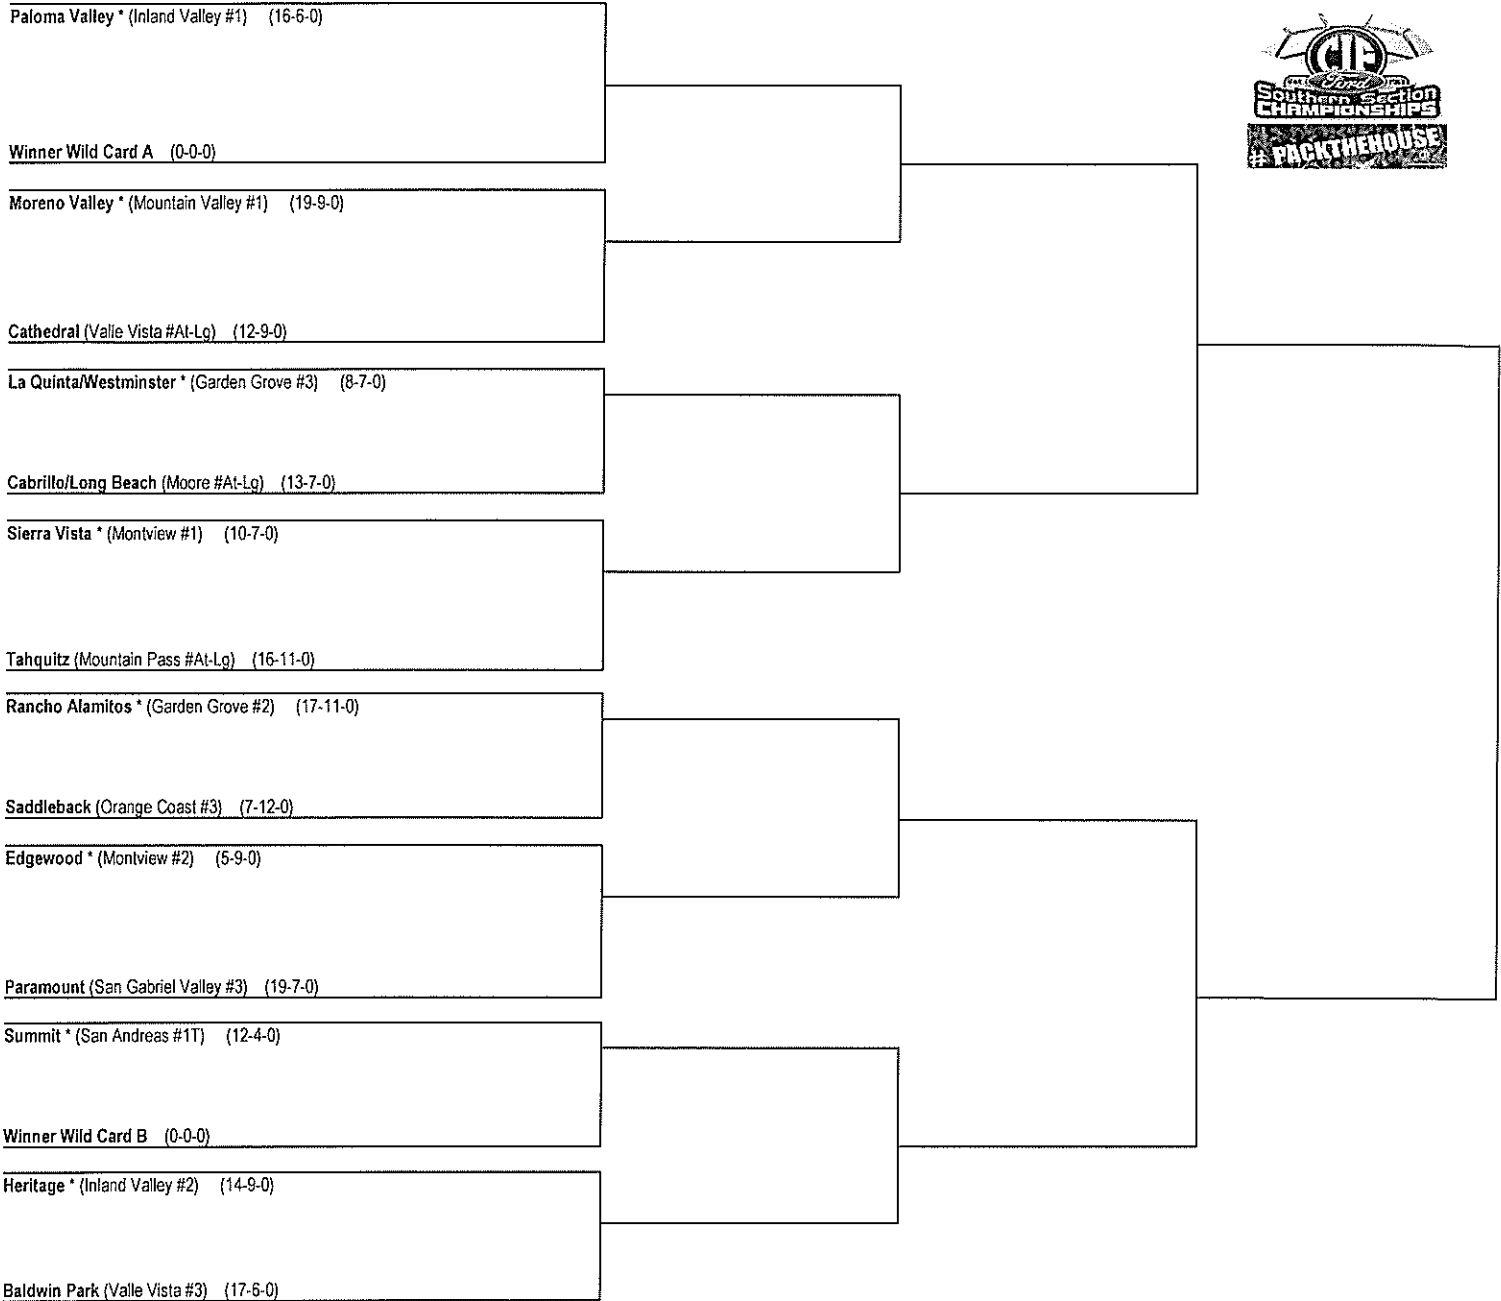 Paloma Valley * (Inland Valley #1) (16-6-0)
CIF
Ford
Southern Section
CHAMPIONSHIPS
# PACKTHEHOUSE
Winner Wild Card A (0-0-0)
Moreno Valley * (Mountain Valley #1) (19-9-0)
Cathedral (Valle Vista #At-Lg) (12-9-0)
La Quinta/Westminster * (Garden Grove #3) (8-7-0)
Cabrillo/Long Beach (Moore #At-Lg) (13-7-0)
Sierra Vista * (Montview #1) (10-7-0)
Tahquitz (Mountain Pass #At-Lg) (16-11-0)
Rancho Alamitos * (Garden Grove #2) (17-11-0)
Saddleback (Orange Coast #3) (7-12-0)
Edgewood * (Montview #2) (5-9-0)
Paramount (San Gabriel Valley #3) (19-7-0)
Summit * (San Andreas #1T) (12-4-0)
Winner Wild Card B (0-0-0)
Heritage * (Inland Valley #2) (14-9-0)
Baldwin Park (Valle Vista #3) (17-6-0)